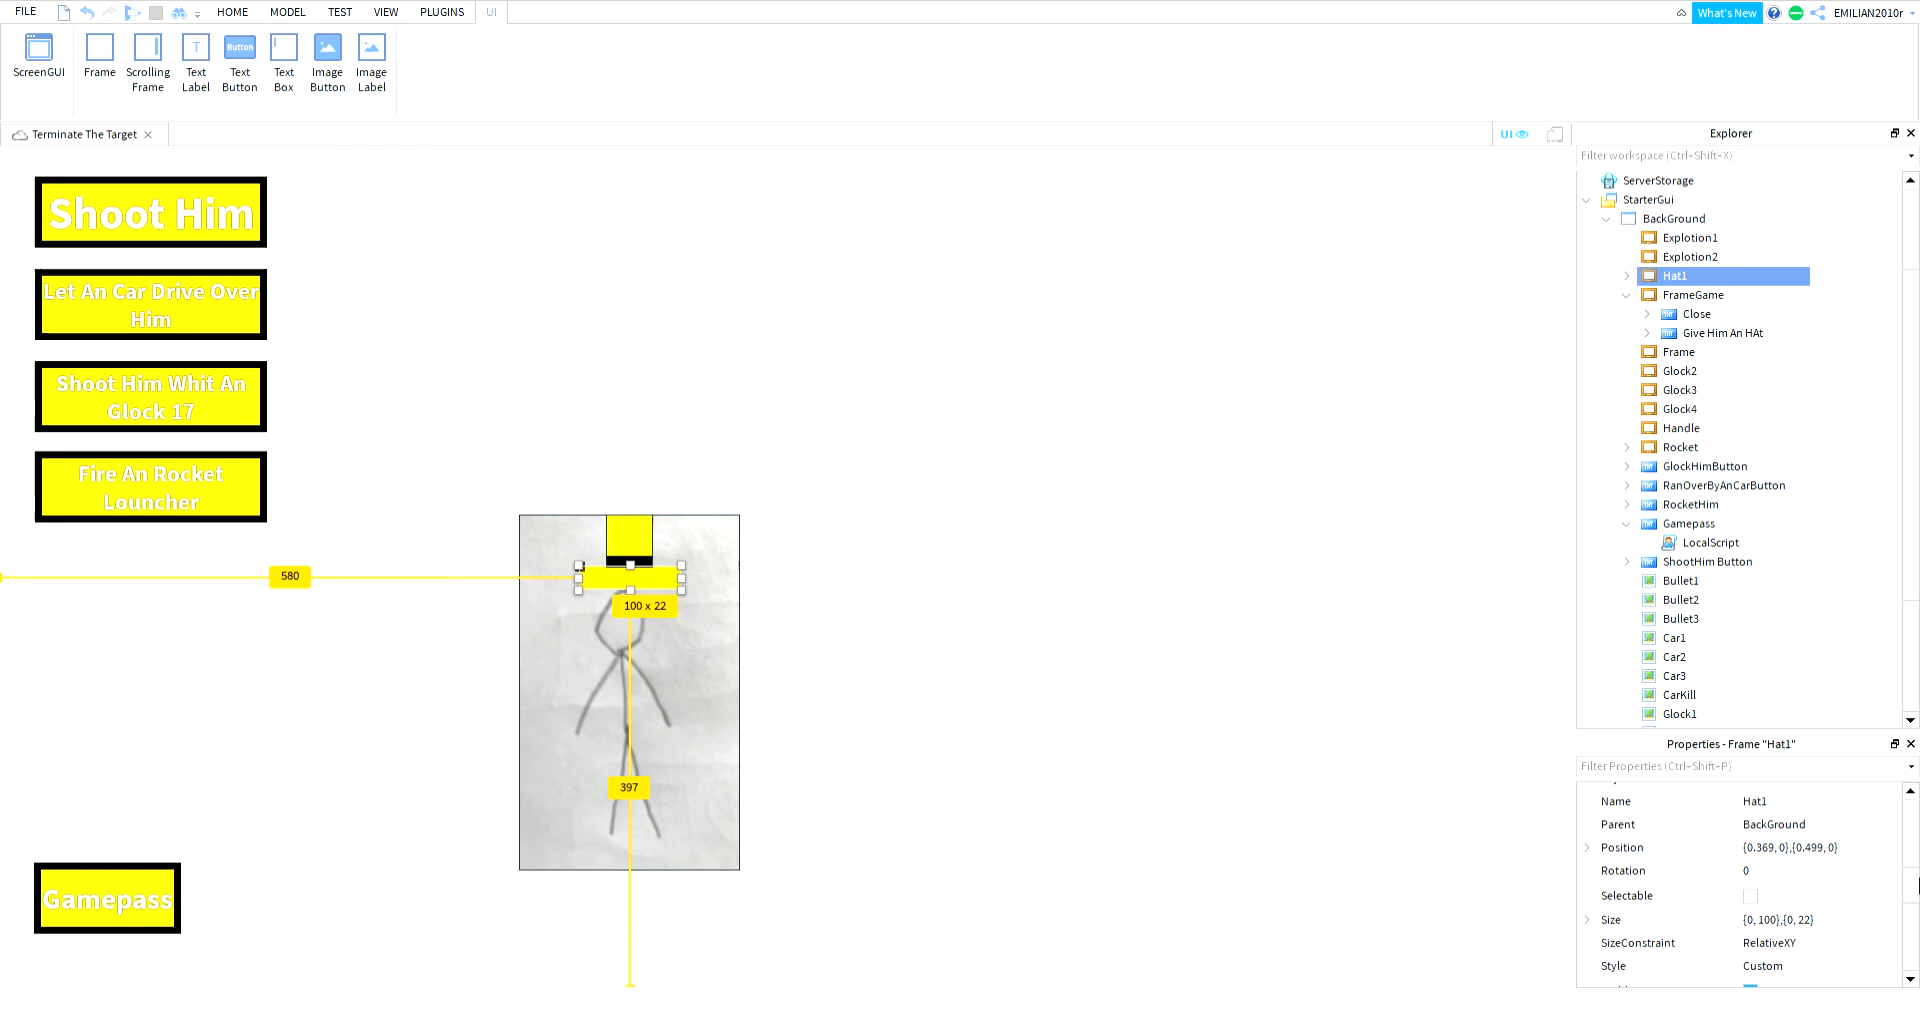 FILE HOME MODEL TEST VIEW PLUGINS UI What's New EMILIAN2010r
ScreenGUI Frame Scrolling Frame Text Label Button Text Button Text Box Image Button Image Label
Terminate The Target
UI
Shoot Him
Let An Car Drive Over
Him
Shoot Him Whit An
Glock 17
Fire An Rocket
Louncher
580
100 x 22
397
Gamepass
Explorer
Filter workspace (Ctrl+Shift+X)
ServerStorage
StarterGui
BackGround
Explotion1
Explotion2
Hat1
FrameGame
Close
Give Him An HAt
Frame
Glock2
Glock3
Glock4
Handle
Rocket
GlockHimButton
RanOverByAnCarButton
RocketHim
Gamepass
LocalScript
ShootHim Button
Bullet1
Bullet2
Bullet3
Car1
Car2
Car3
CarKill
Glock1
Properties - Frame "Hat1"
Filter Properties (Ctrl+Shift+P)
Name Hat1
Parent BackGround
Position {0.369, 0},{0.499, 0}
Rotation 0
Selectable
Size {0, 100},{0, 22}
SizeConstraint RelativeXY
Style Custom